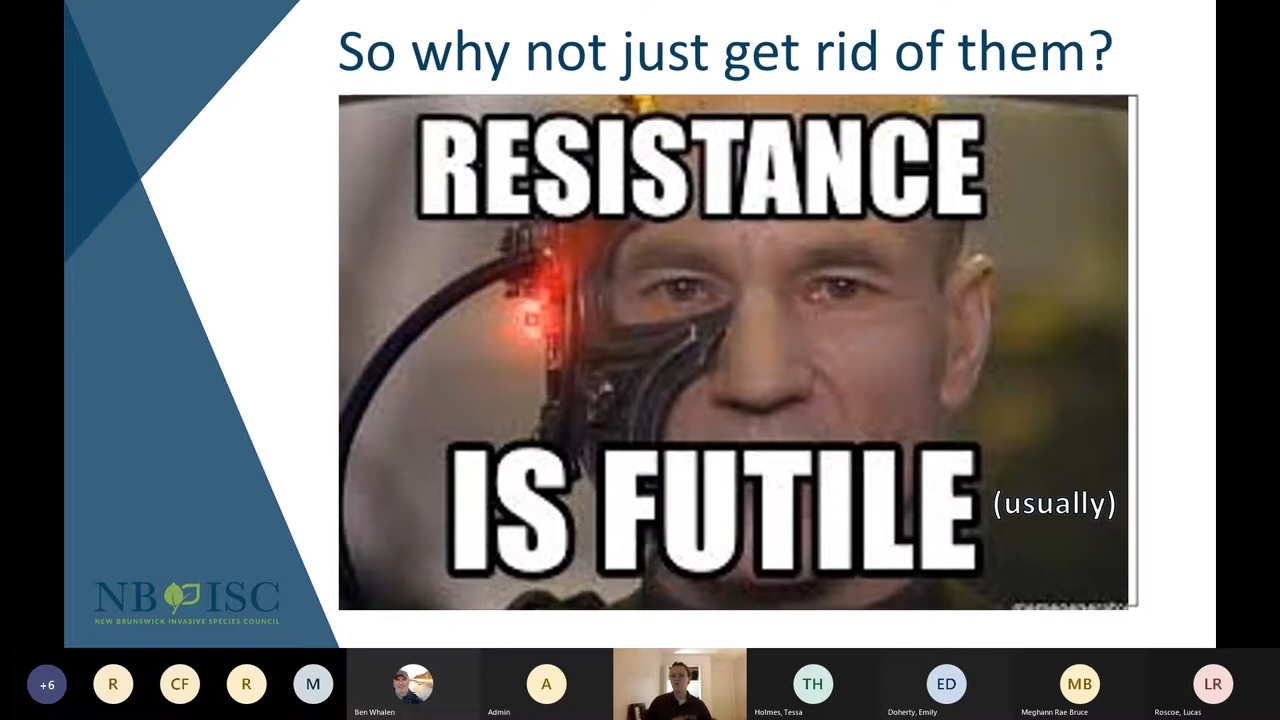 So why not just get rid of them?
RESISTANCE
IS FUTILE
(usually)
NB ISC
NEW BRUNSWICK INVASIVE SPECIES COUNCIL
+6
R
CF
R
M
Ben Whalen
A
Admin
TH
Holmes, Tessa
ED
Doherty, Emily
MB
Meghann Rae Bruce
LR
Roscoe, Lucas